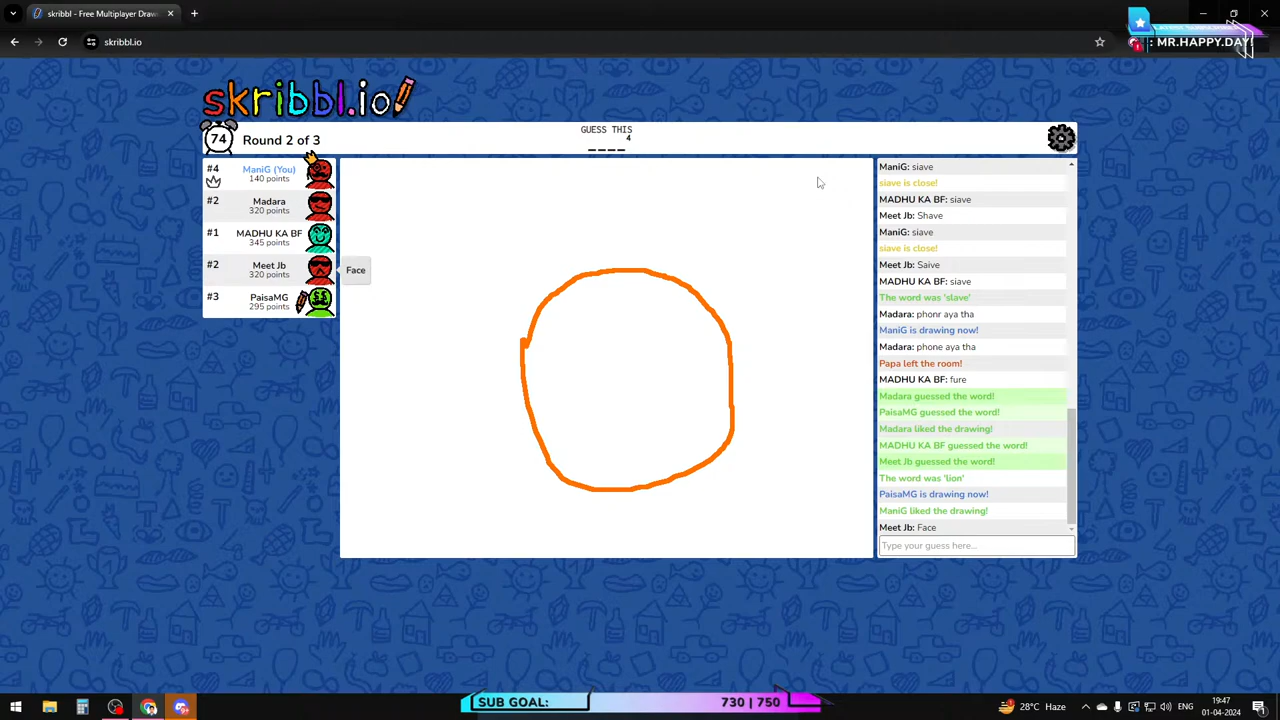 skribbl - Free Multiplayer Draw
skribbl.io
: MR.HAPPY.DAY!
skribbl.io
74
Round 2 of 3
GUESS THIS
4
____
#4
ManiG (You)
140 points
#2
Madara
320 points
#1
MADHU KA BF
345 points
#2
Meet Jb
320 points
#3
PaisaMG
295 points
Face
ManiG: siave
siave is close!
MADHU KA BF: siave
Meet Jb: Shave
ManiG: siave
siave is close!
Meet Jb: Saive
MADHU KA BF: siave
The word was 'slave'
Madara: phonr aya tha
ManiG is drawing now!
Madara: phone aya tha
Papa left the room!
MADHU KA BF: fure
Madara guessed the word!
PaisaMG guessed the word!
Madara liked the drawing!
MADHU KA BF guessed the word!
Meet Jb guessed the word!
The word was 'lion'
PaisaMG is drawing now!
ManiG liked the drawing!
Meet Jb: Face
Type your guess here...
SUB GOAL:
730 | 750
23°C Haze
19:47
01-04-2024